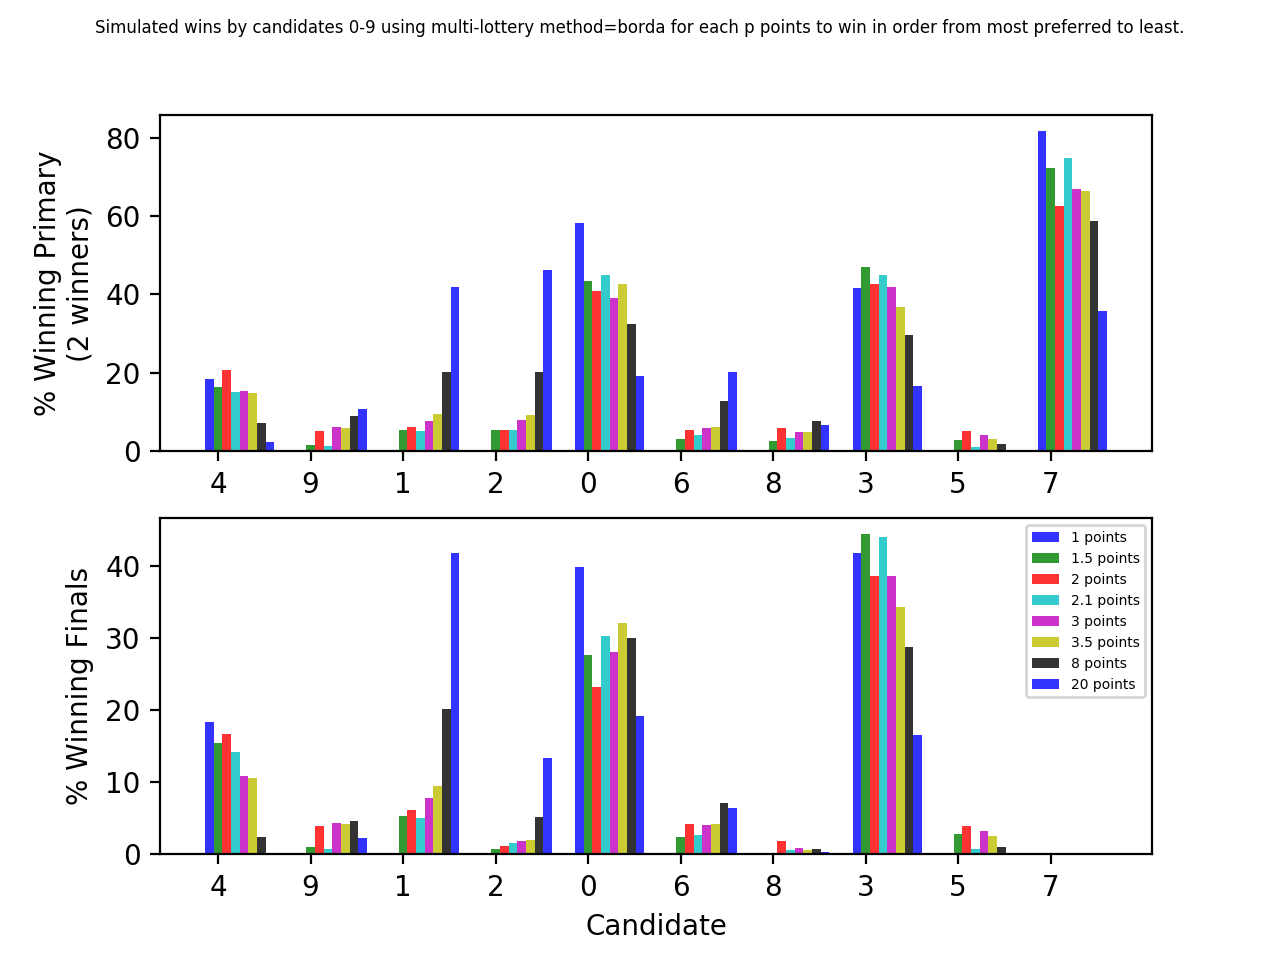 Simulated wins by candidates 0-9 using multi-lottery method=borda for each p points to win in order from most preferred to least.
% Winning Primary
(2 winners)
80
60
40
20
0
4 9 1 2 0 6 8 3 5 7
% Winning Finals
40
30
20
10
0
1 points
1.5 points
2 points
2.1 points
3 points
3.5 points
8 points
20 points
4 9 1 2 0 6 8 3 5 7
Candidate